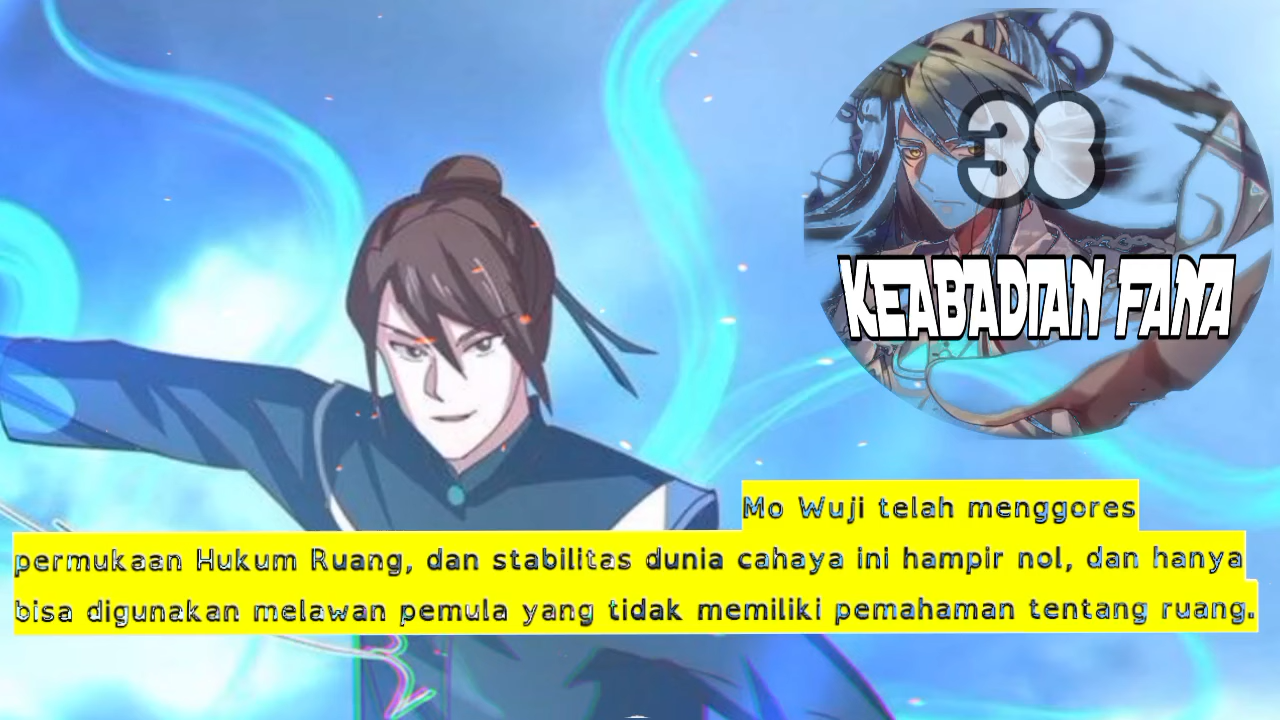 38
KEABADIAN FANA
Mo Wuji telah menggores
permukaan Hukum Ruang, dan stabilitas dunia cahaya ini hampir nol, dan hanya
bisa digunakan melawan pemula yang tidak memiliki pemahaman tentang ruang.